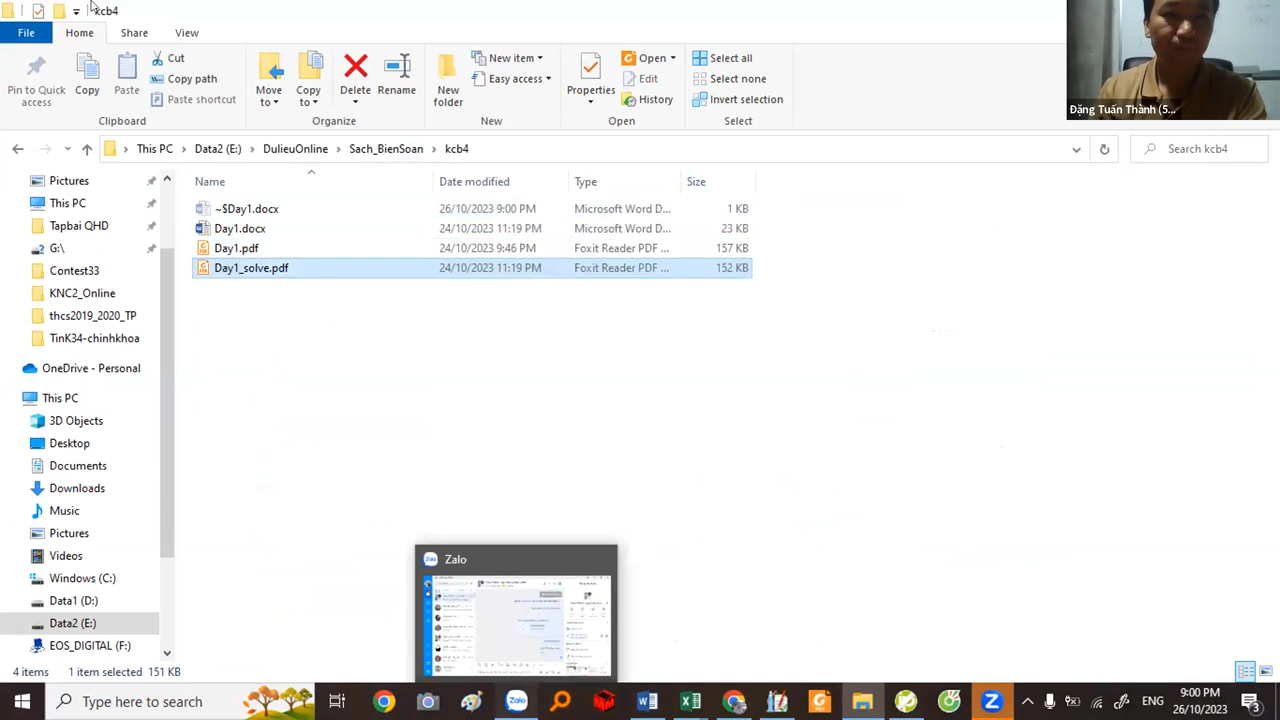 kcb4
File
Home
Share
View
Pin to Quick access
Copy
Paste
Cut
Copy path
Paste shortcut
Clipboard
Move to
Copy to
Delete
Rename
Organize
New folder
New item
Easy access
New
Properties
Open
Edit
History
Open
Select all
Select none
Invert selection
Select
Đặng Tuấn Thành (5...
This PC
Data2 (E:)
DulieuOnline
Sach_BienSoan
kcb4
Search kcb4
Name
Date modified
Type
Size
~$Day1.docx 26/10/2023 9:00 PM Microsoft Word D... 1 KB
Day1.docx 24/10/2023 11:19 PM Microsoft Word D... 23 KB
Day1.pdf 24/10/2023 9:46 PM Foxit Reader PDF ... 157 KB
Day1_solve.pdf 24/10/2023 11:19 PM Foxit Reader PDF ... 152 KB
Pictures
This PC
Tapbai QHD
G:\
Contest33
KNC2_Online
thcs2019_2020_TP
TinK34-chinhkhoa
OneDrive - Personal
This PC
3D Objects
Desktop
Documents
Downloads
Music
Pictures
Videos
Windows (C:)
Data1 (D:)
Data2 (E:)
ECS_DIGITAL (F:)
4 items
1 item selected 151 KB
Zalo
Type here to search
Zalo
ENG
9:00 PM
26/10/2023
3